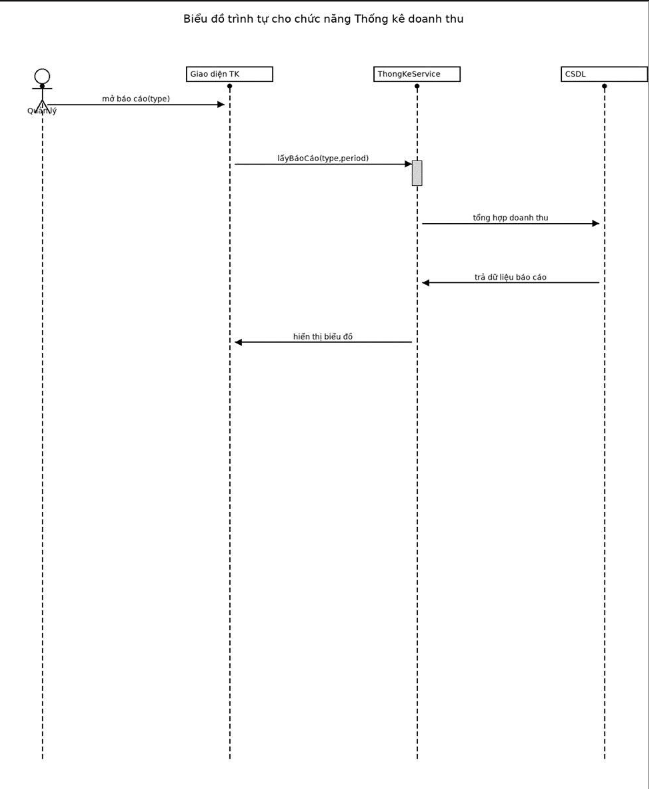 Biểu đồ trình tự cho chức năng Thống kê doanh thu
Giao diện TK
ThongKeService
CSDL
Quản lý
mở báo cáo(type)
lấyBáoCáo(type,period)
tổng hợp doanh thu
trả dữ liệu báo cáo
hiển thị biểu đồ